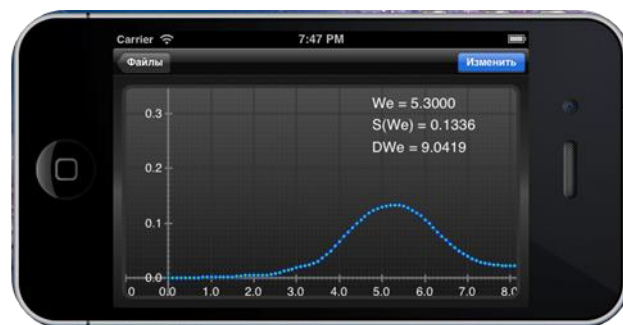 Carrier 7:47 PM
Файлы Изменить
We = 5.3000
0.3
S(We) = 0.1336
DWe = 9.0419
0.2
0.1
0.0
0 0.0 1.0 2.0 3.0 4.0 5.0 6.0 7.0 8.0